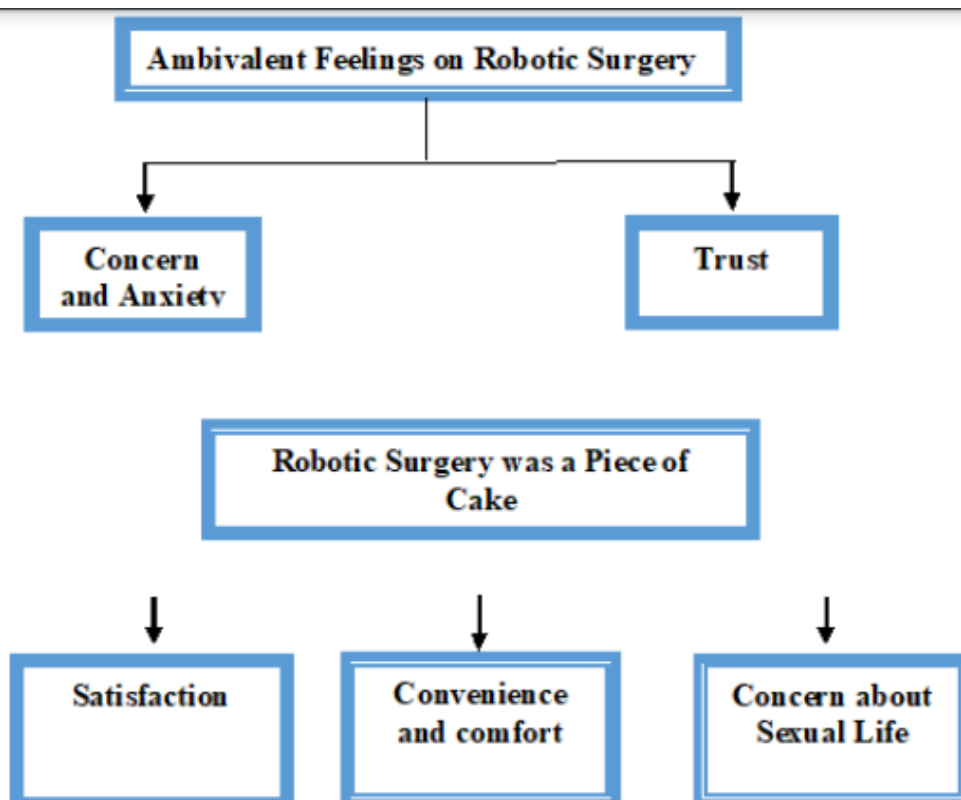 Ambivalent Feelings on Robotic Surgery
Concern
and Anxiety
Trust
Robotic Surgery was a Piece of
Cake
Satisfaction
Convenience
and comfort
Concern about
Sexual Life